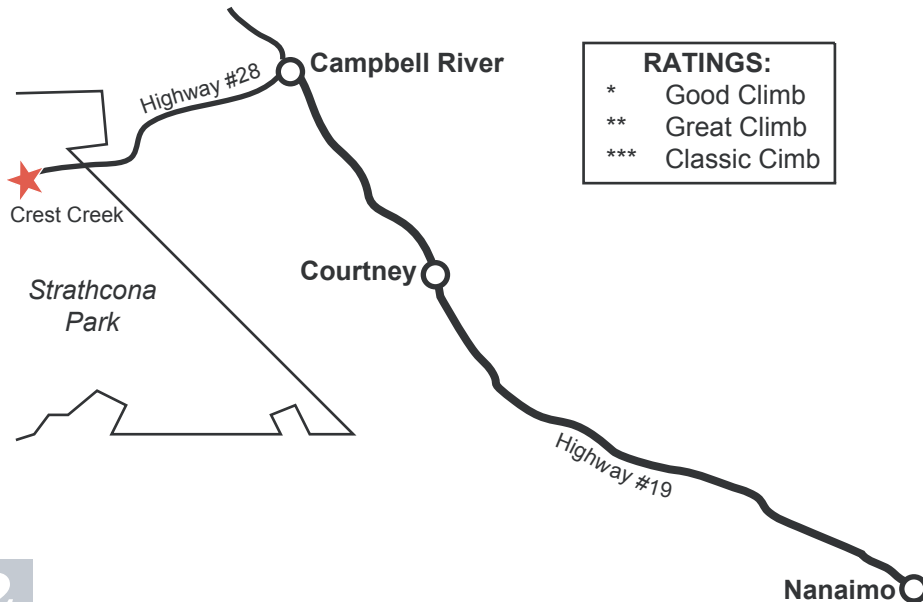 Campbell River
Highway #28
RATINGS:
* Good Climb
** Great Climb
*** Classic Cimb
Crest Creek
Courtney
Strathcona
Park
Highway #19
Nanaimo